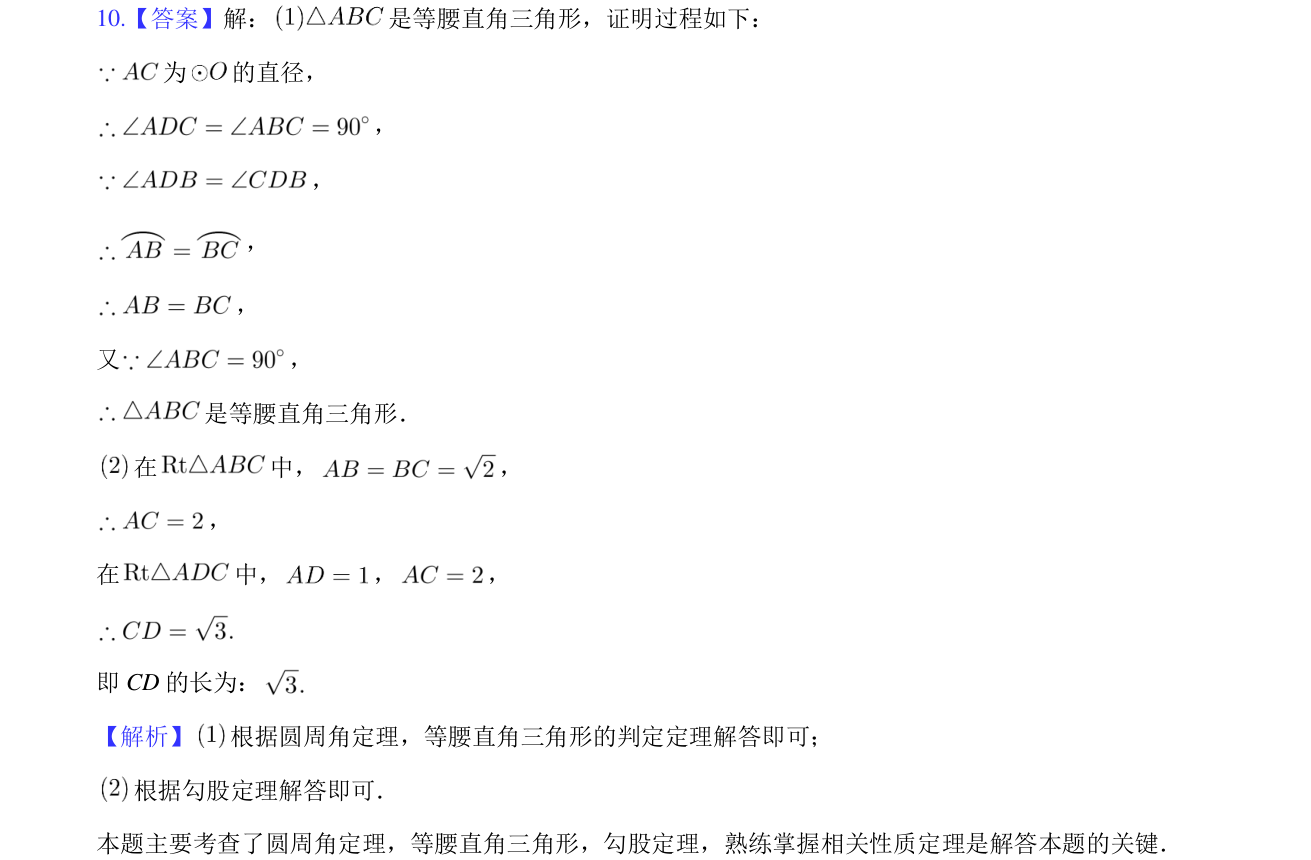 10.【答案】解：(1)△ABC 是等腰直角三角形，证明过程如下：
∵ AC 为 ⊙O 的直径，
∴ ∠ADC = ∠ABC = 90°，
∵ ∠ADB = ∠CDB，
∴ \overset{\frown}{AB} = \overset{\frown}{BC}，
∴ AB = BC，
又∵ ∠ABC = 90°，
∴ △ABC 是等腰直角三角形．
(2) 在 Rt△ABC 中， AB = BC = √2，
∴ AC = 2，
在 Rt△ADC 中， AD = 1， AC = 2，
∴ CD = √3.
即 CD 的长为： √3.
【解析】(1) 根据圆周角定理，等腰直角三角形的判定定理解答即可；
(2) 根据勾股定理解答即可．
本题主要考查了圆周角定理，等腰直角三角形，勾股定理，熟练掌握相关性质定理是解答本题的关键．